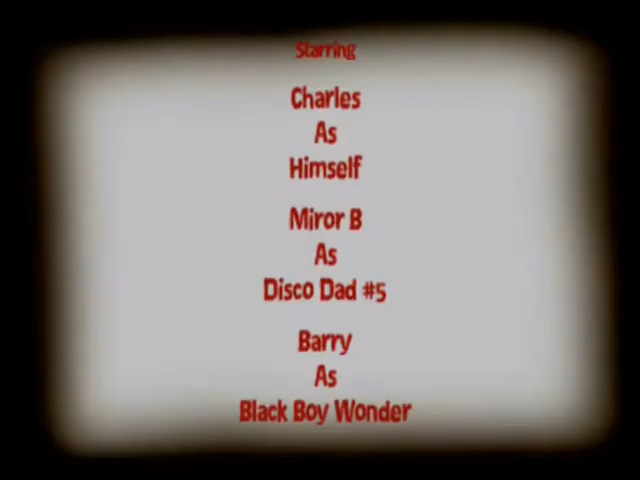 Starring
Charles
As
Himself
Miror B
As
Disco Dad #5
Barry
As
Black Boy Wonder